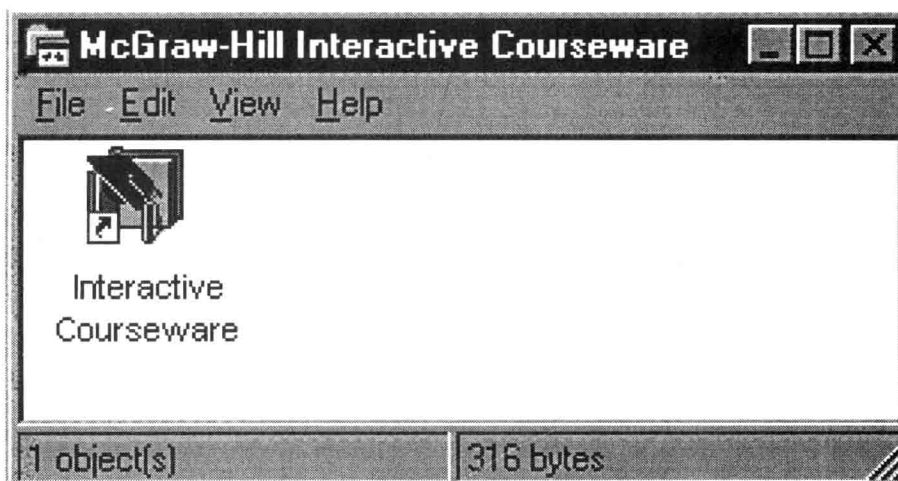 McGraw-Hill Interactive Courseware
File Edit View Help
Interactive
Courseware
1 object(s) 316 bytes